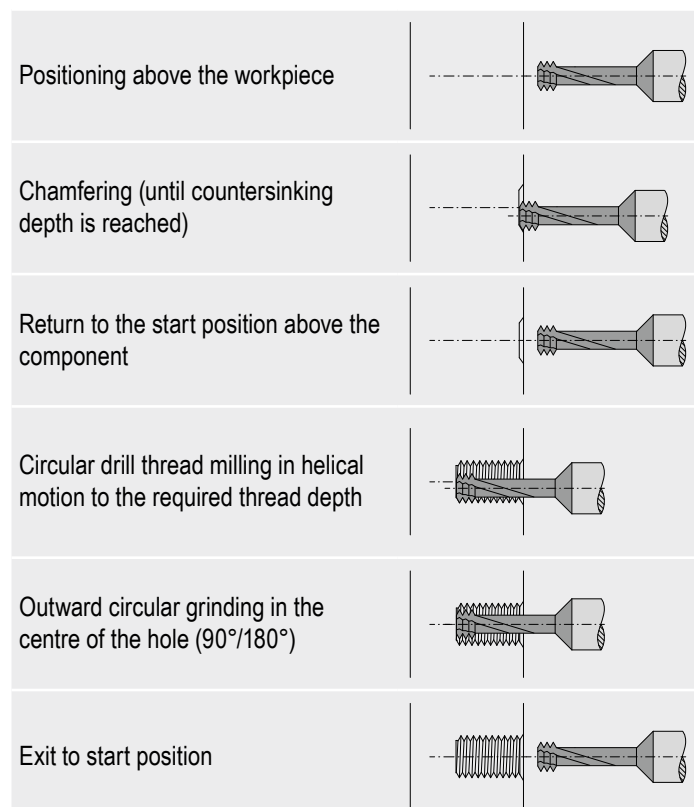 Positioning above the workpiece
Chamfering (until countersinking
depth is reached)
Return to the start position above the
component
Circular drill thread milling in helical
motion to the required thread depth
Outward circular grinding in the
centre of the hole (90°/180°)
Exit to start position